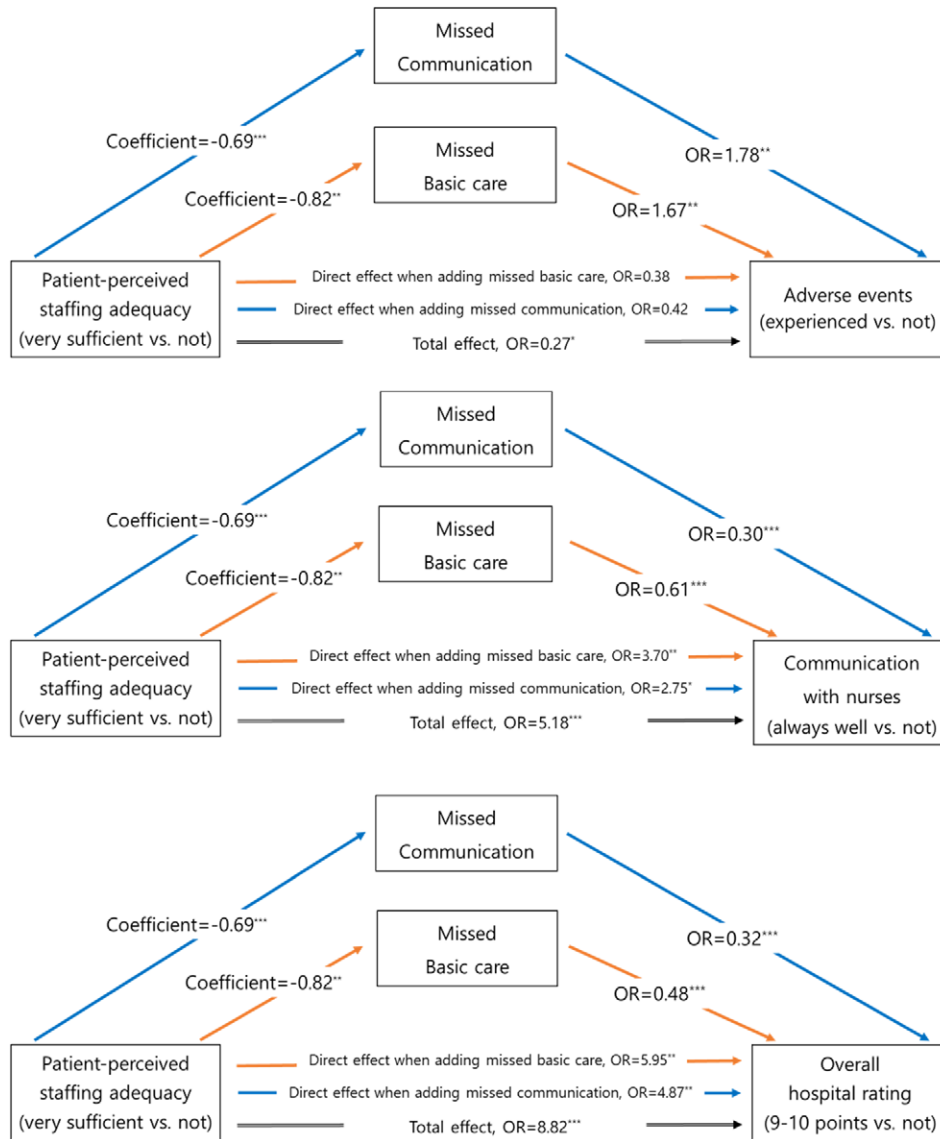 Missed
Communication
Coefficient=-0.69***
Missed
Basic care
OR=1.78**
Coefficient=-0.82**
OR=1.67**
Patient-perceived
staffing adequacy
(very sufficient vs. not)
Direct effect when adding missed basic care, OR=0.38
Direct effect when adding missed communication, OR=0.42
Total effect, OR=0.27*
Adverse events
(experienced vs. not)
Missed
Communication
Coefficient=-0.69***
Missed
Basic care
OR=0.30***
Coefficient=-0.82**
OR=0.61***
Patient-perceived
staffing adequacy
(very sufficient vs. not)
Direct effect when adding missed basic care, OR=3.70**
Direct effect when adding missed communication, OR=2.75*
Total effect, OR=5.18***
Communication
with nurses
(always well vs. not)
Missed
Communication
Coefficient=-0.69***
Missed
Basic care
OR=0.32***
Coefficient=-0.82**
OR=0.48***
Patient-perceived
staffing adequacy
(very sufficient vs. not)
Direct effect when adding missed basic care, OR=5.95**
Direct effect when adding missed communication, OR=4.87**
Total effect, OR=8.82***
Overall
hospital rating
(9-10 points vs. not)